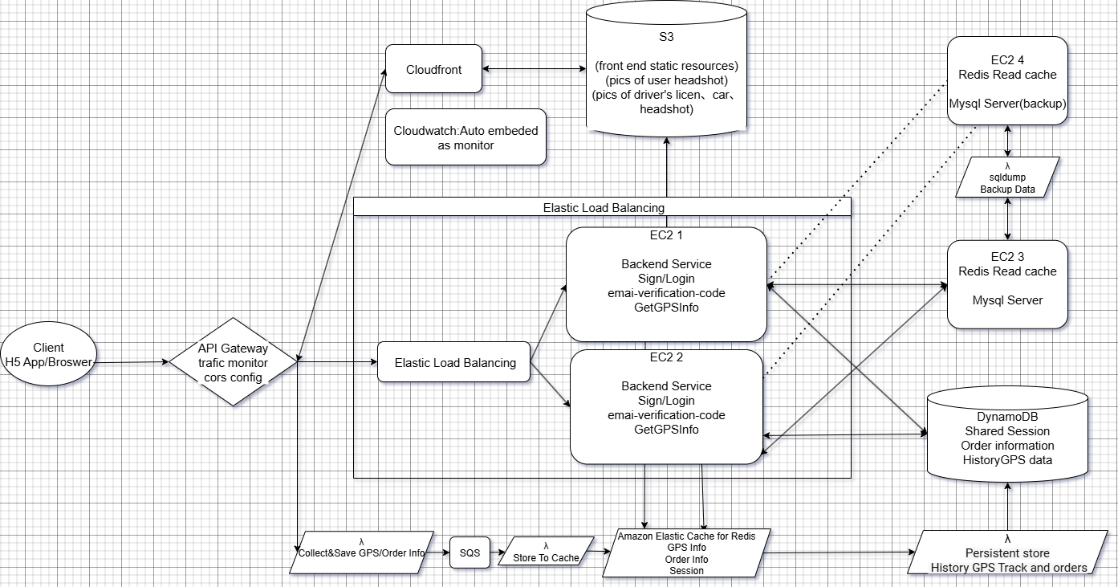 S3
(front end static resources)
(pics of user headshot)
(pics of driver's licen、car、
headshot)
Cloudfront
Cloudwatch:Auto embeded
as monitor
EC2 4
Redis Read cache
Mysql Server(backup)
λ
sqldump
Backup Data
EC2 3
Redis Read cache
Mysql Server
Elastic Load Balancing
EC2 1
Backend Service
Sign/Login
emai-verification-code
GetGPSInfo
Client
H5 App/Broswer
API Gateway
trafic monitor
cors config
Elastic Load Balancing
EC2 2
Backend Service
Sign/Login
emai-verification-code
GetGPSInfo
DynamoDB
Shared Session
Order information
HistoryGPS data
λ
Collect&Save GPS/Order Info
SQS
λ
Store To Cache
Amazon Elastic Cache for Redis
GPS Info
Order Info
Session
λ
Persistent store
History GPS Track and orders